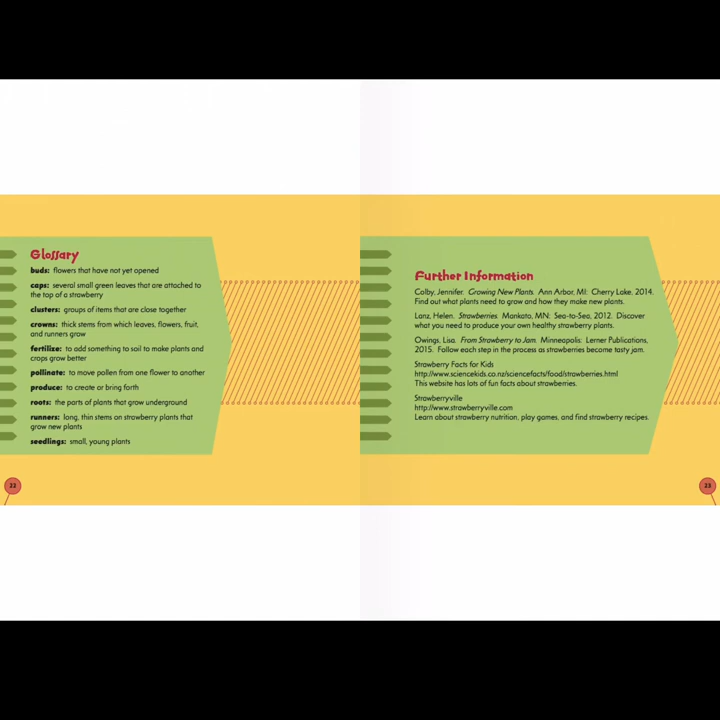 Glossary
buds: flowers that have not yet opened
caps: several small green leaves that are attached to
the top of a strawberry
clusters: groups of items that are close together
crowns: thick stems from which leaves, flowers, fruit,
and runners grow
fertilize: to add something to soil to make plants and
crops grow better
pollinate: to move pollen from one flower to another
produce: to create or bring forth
roots: the parts of plants that grow underground
runners: long, thin stems on strawberry plants that
grow new plants
seedlings: small, young plants
22
Further Information
Colby, Jennifer. Growing New Plants. Ann Arbor, MI: Cherry Lake, 2014.
Find out what plants need to grow and how they make new plants.
Lanz, Helen. Strawberries. Mankato, MN: Sea-to-Sea, 2012. Discover
what you need to produce your own healthy strawberry plants.
Owings, Lisa. From Strawberry to Jam. Minneapolis: Lerner Publications,
2015. Follow each step in the process as strawberries become tasty jam.
Strawberry Facts for Kids
http://www.sciencekids.co.nz/sciencefacts/food/strawberries.html
This website has lots of fun facts about strawberries.
Strawberryville
http://www.strawberryville.com
Learn about strawberry nutrition, play games, and find strawberry recipes.
23